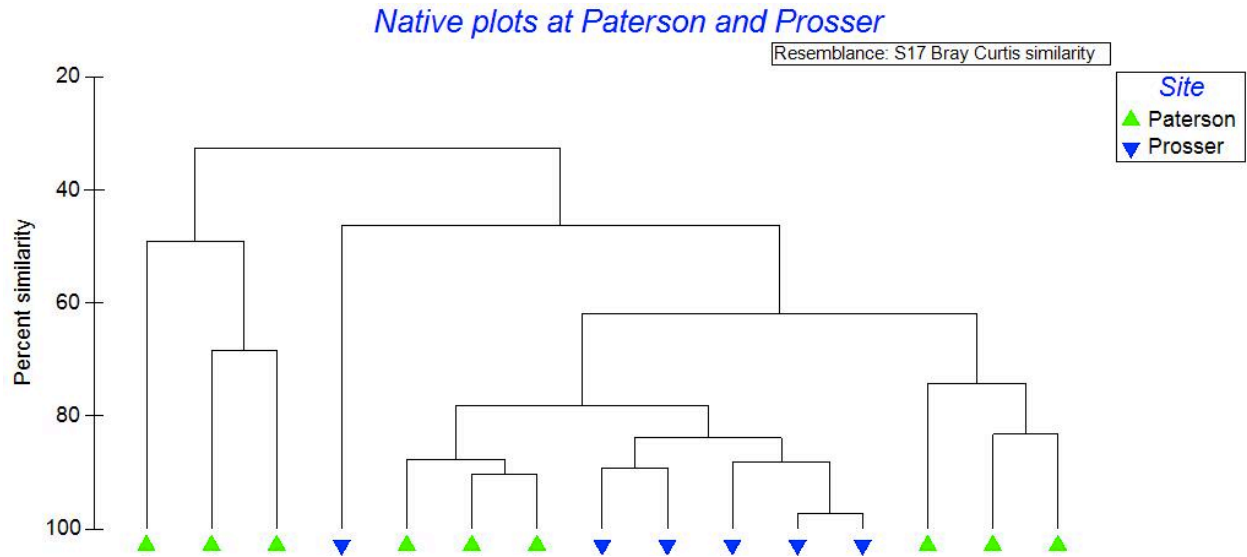 Native plots at Paterson and Prosser
Resemblance: S17 Bray Curtis similarity
Site
Paterson
Prosser
Percent similarity
20
40
60
80
100